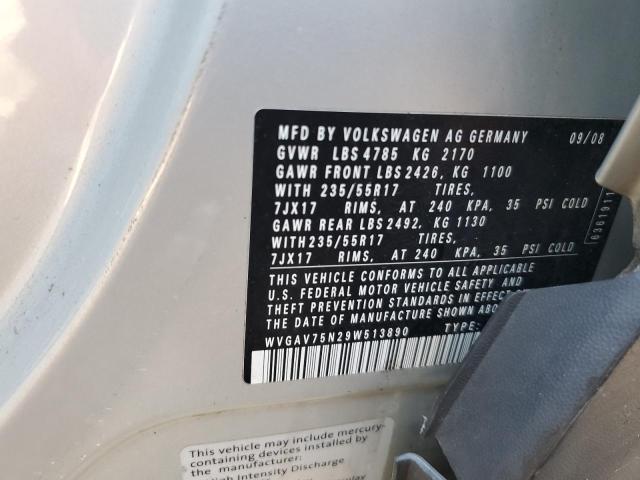 MFD BY VOLKSWAGEN AG GERMANY 09/08
GVWR LBS 4785 KG 2170
GAWR FRONT LBS 2426, KG 1100
WITH 235/55R17 TIRES,
7JX17 RIMS, AT 240 KPA, 35 PSI COLD
GAWR REAR LBS 2492, KG 1130
WITH 235/55R17 TIRES,
7JX17 RIMS, AT 240 KPA, 35 PSI COLD
THIS VEHICLE CONFORMS TO ALL APPLICABLE
U.S. FEDERAL MOTOR VEHICLE SAFETY AND
THEFT PREVENTION STANDARDS IN EFFECT
DATE OF MANUFACTURE SHOWN ABO
WVGAV75N29W513890 TYPE:
6361911
This vehicle may include mercury-
containing devices installed by
the manufacturer:
High Intensity Discharge
display